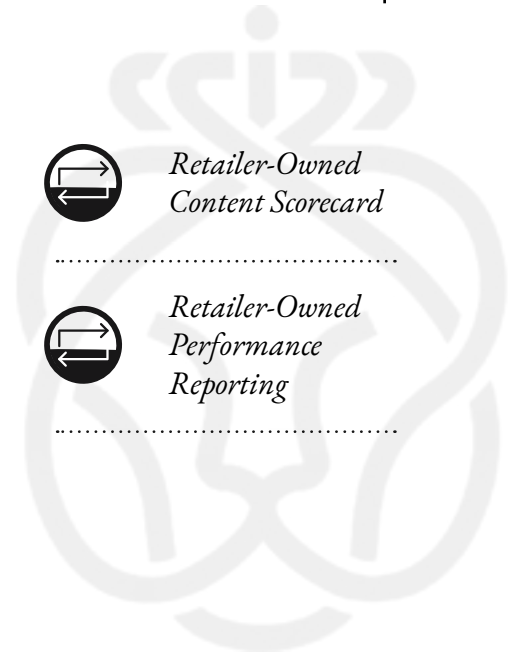 Retailer-Owned
Content Scorecard
Retailer-Owned
Performance
Reporting